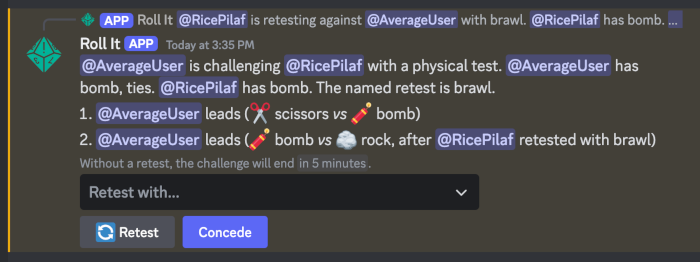 APP Roll It @RicePilaf is retesting against @AverageUser with brawl. @RicePilaf has bomb. ...
Roll It APP Today at 3:35 PM
@AverageUser is challenging @RicePilaf with a physical test. @AverageUser has
bomb, ties. @RicePilaf has bomb. The named retest is brawl.
1. @AverageUser leads (✂️ scissors vs 🧨 bomb)
2. @AverageUser leads (🧨 bomb vs 🪨 rock, after @RicePilaf retested with brawl)
Without a retest, the challenge will end in 5 minutes.
Retest with...
Retest
Concede